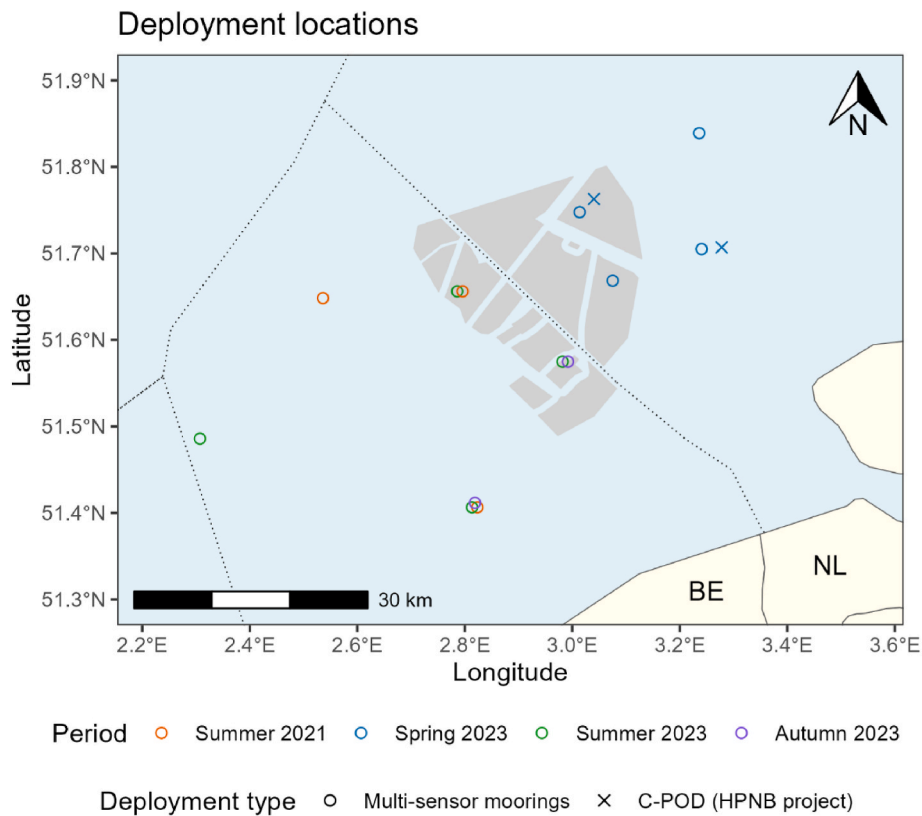 Deployment locations
51.9°N
51.8°N
51.7°N
51.6°N
51.5°N
51.4°N
51.3°N
Latitude
N
BE
NL
30 km
2.2°E 2.4°E 2.6°E 2.8°E 3.0°E 3.2°E 3.4°E 3.6°E
Longitude
Period Summer 2021 Spring 2023 Summer 2023 Autumn 2023
Deployment type Multi-sensor moorings C-POD (HPNB project)